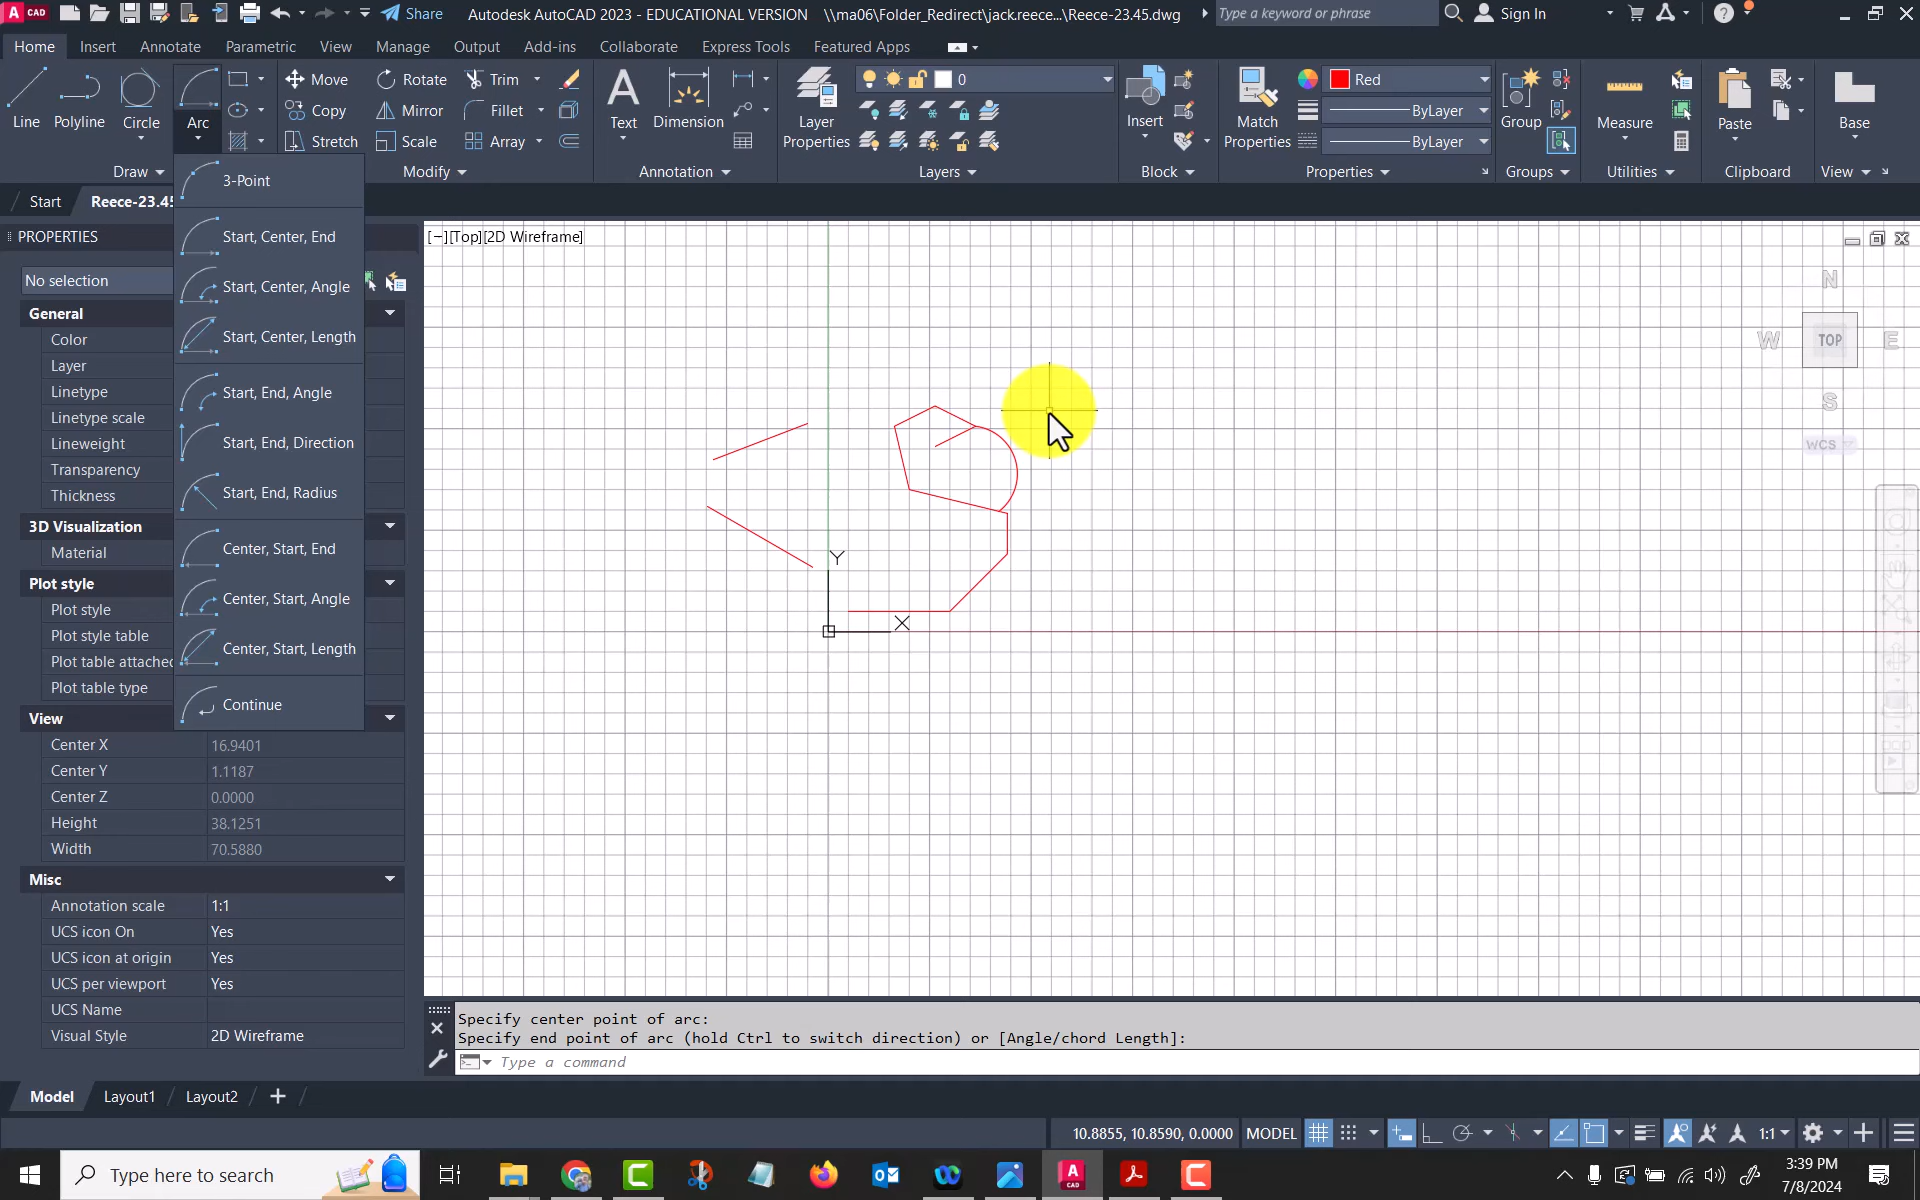 A CAD Share Autodesk AutoCAD 2023 - EDUCATIONAL VERSION \\ma06\Folder_Redirect\jack.reece...\Reece-23.45.dwg Type a keyword or phrase Sign In
Home Insert Annotate Parametric View Manage Output Add-ins Collaborate Express Tools Featured Apps
Line Polyline Circle Arc
Move Rotate Trim
Copy Mirror Fillet
Stretch Scale Array
Text Dimension
Layer Properties
0
Insert
Match Properties
Red
ByLayer
ByLayer
Group Measure Paste Base
Draw Modify Annotation Layers Block Properties Groups Utilities Clipboard View
Start Reece-23.45
3-Point
Start, Center, End
Start, Center, Angle
Start, Center, Length
Start, End, Angle
Start, End, Direction
Start, End, Radius
Center, Start, End
Center, Start, Angle
Center, Start, Length
Continue
PROPERTIES
No selection
General
Color
Layer
Linetype
Linetype scale
Lineweight
Transparency
Thickness
3D Visualization
Material
Plot style
Plot style
Plot style table
Plot table attached
Plot table type
View
Center X 16.9401
Center Y 1.1187
Center Z 0.0000
Height 38.1251
Width 70.5880
Misc
Annotation scale 1:1
UCS icon On Yes
UCS icon at origin Yes
UCS per viewport Yes
UCS Name
Visual Style 2D Wireframe
[−][Top][2D Wireframe]
N
W TOP E
S
WCS
Y
X
Specify center point of arc:
Specify end point of arc (hold Ctrl to switch direction) or [Angle/chord Length]:
Type a command
Model Layout1 Layout2
10.8855, 10.8590, 0.0000 MODEL 1:1
Type here to search
3:39 PM
7/8/2024